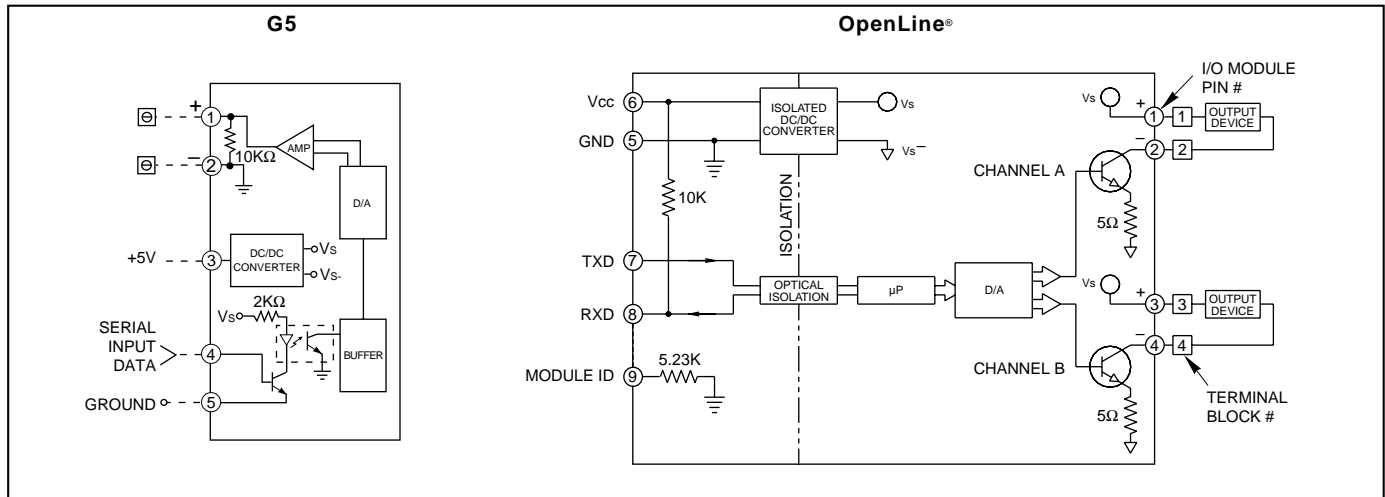 G5
+
1
10KΩ
–
2
AMP
D/A
+5V
3
DC/DC
CONVERTER
Vs
Vs-
2KΩ
Vs
SERIAL
INPUT
DATA
4
BUFFER
GROUND
5
OpenLine®
I/O MODULE
PIN #
Vcc
6
ISOLATED
DC/DC
CONVERTER
Vs
Vs
+
1
1
OUTPUT
DEVICE
GND
5
Vs–
–
2
2
CHANNEL A
10K
ISOLATION
5Ω
TXD
7
OPTICAL
ISOLATION
µP
D/A
Vs
+
3
3
OUTPUT
DEVICE
RXD
8
–
4
4
MODULE ID
9
5.23K
CHANNEL B
5Ω
TERMINAL
BLOCK #